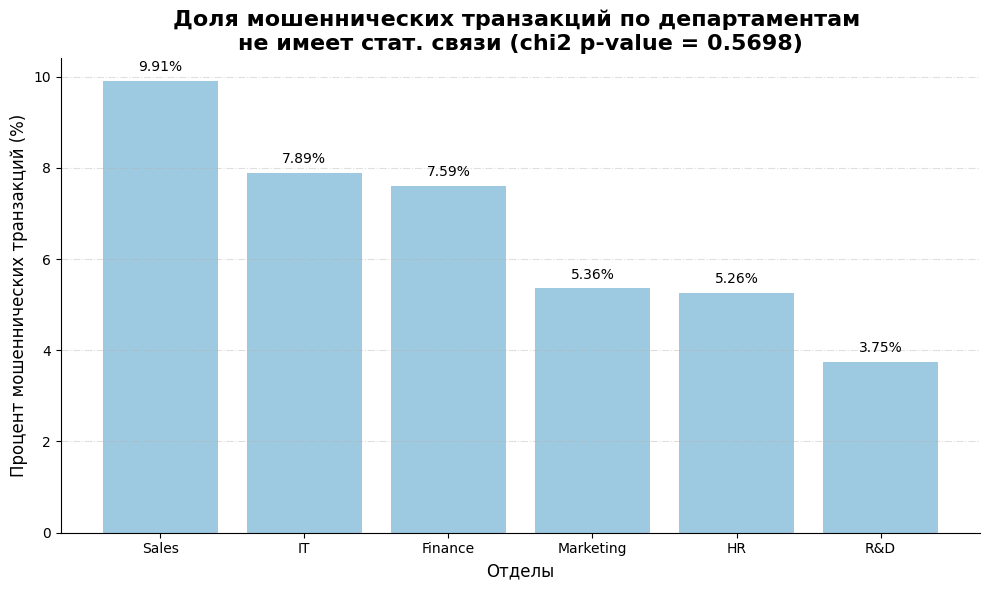 Доля мошеннических транзакций по департаментам
не имеет стат. связи (chi2 p-value = 0.5698)
Процент мошеннических транзакций (%)
10
8
6
4
2
0
9.91%
7.89%
7.59%
5.36%
5.26%
3.75%
Sales
IT
Finance
Marketing
HR
R&D
Отделы